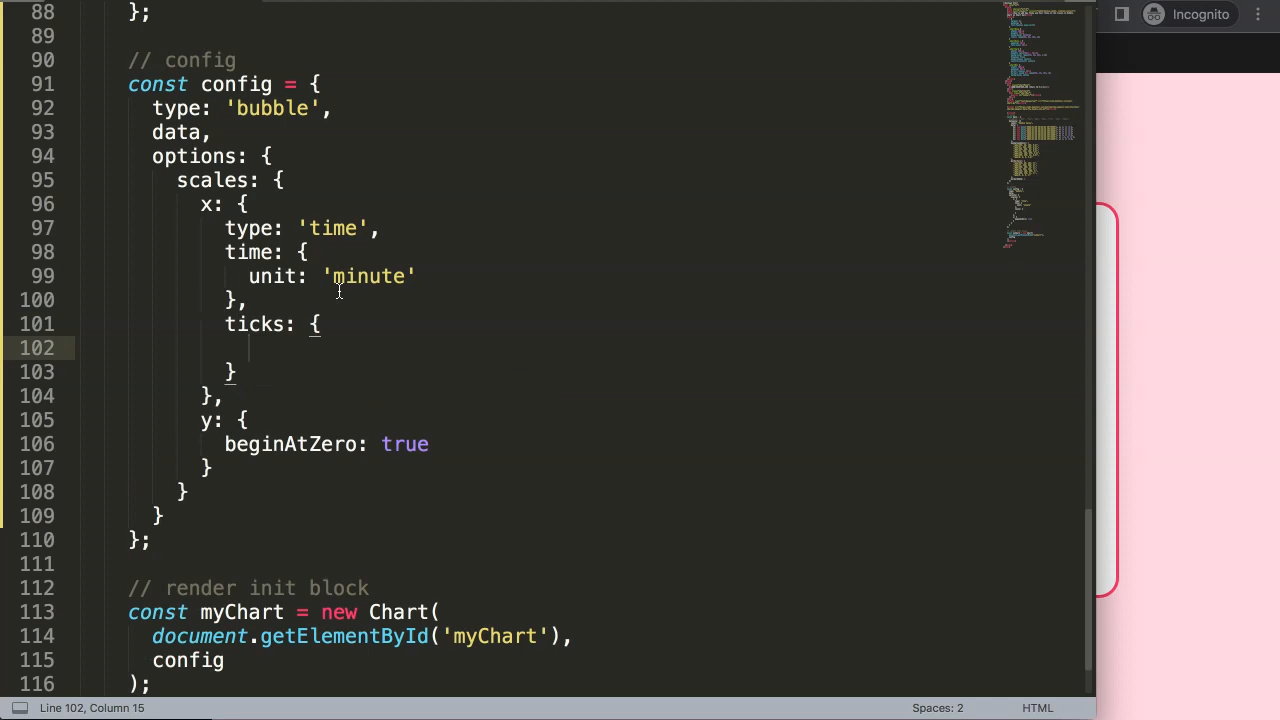 88 };
89
90 // config
91 const config = {
92 type: 'bubble',
93 data,
94 options: {
95 scales: {
96 x: {
97 type: 'time',
98 time: {
99 unit: 'minute'
100 },
101 ticks: {
102
103 }
104 },
105 y: {
106 beginAtZero: true
107 }
108 }
109 }
110 };
111
112 // render init block
113 const myChart = new Chart(
114 document.getElementById('myChart'),
115 config
116 );
Incognito
Line 102, Column 15
Spaces: 2
HTML